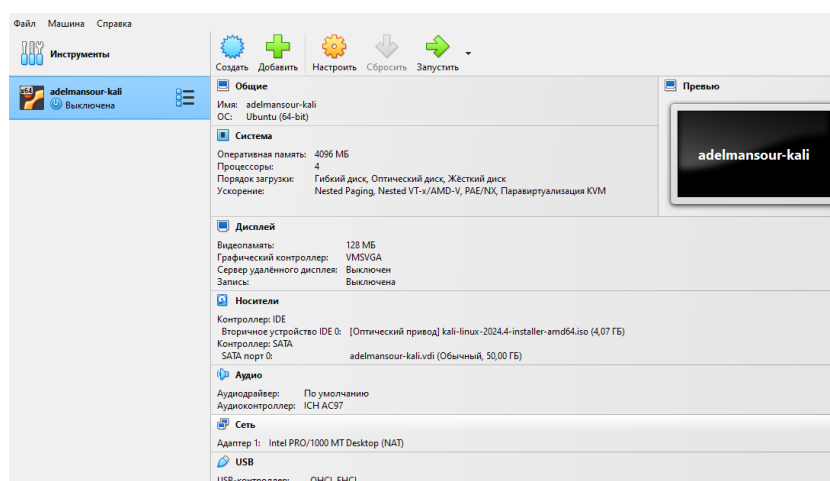 Файл Машина Справка
Инструменты
Создать Добавить Настроить Сбросить Запустить
x64 adelmansour-kali
Выключена
Общие
Имя: adelmansour-kali
ОС: Ubuntu (64-bit)
Превью
adelmansour-kali
Система
Оперативная память: 4096 МБ
Процессоры: 4
Порядок загрузки: Гибкий диск, Оптический диск, Жёсткий диск
Ускорение: Nested Paging, Nested VT-x/AMD-V, PAE/NX, Паравиртуализация KVM
Дисплей
Видеопамять: 128 МБ
Графический контроллер: VMSVGA
Сервер удалённого дисплея: Выключен
Запись: Выключена
Носители
Контроллер: IDE
Вторичное устройство IDE 0: [Оптический привод] kali-linux-2024.4-installer-amd64.iso (4,07 ГБ)
Контроллер: SATA
SATA порт 0: adelmansour-kali.vdi (Обычный, 50,00 ГБ)
Аудио
Аудиодрайвер: По умолчанию
Аудиоконтроллер: ICH AC97
Сеть
Адаптер 1: Intel PRO/1000 MT Desktop (NAT)
USB
USB-контроллер: OHCI, EHCI